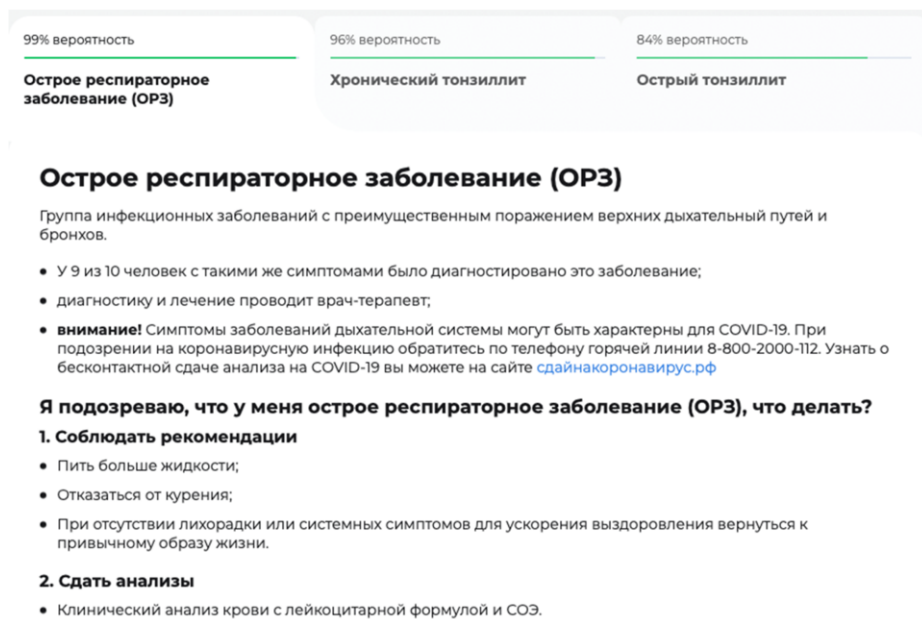 99% вероятность
96% вероятность
84% вероятность
Острое респираторное
заболевание (ОРЗ)
Хронический тонзиллит
Острый тонзиллит
Острое респираторное заболевание (ОРЗ)
Группа инфекционных заболеваний с преимущественным поражением верхних дыхательный путей и
бронхов.
• У 9 из 10 человек с такими же симптомами было диагностировано это заболевание;
• диагностику и лечение проводит врач-терапевт;
• внимание! Симптомы заболеваний дыхательной системы могут быть характерны для COVID-19. При
подозрении на коронавирусную инфекцию обратитесь по телефону горячей линии 8-800-2000-112. Узнать о
бесконтактной сдаче анализа на COVID-19 вы можете на сайте сдайнакоронавирус.рф
Я подозреваю, что у меня острое респираторное заболевание (ОРЗ), что делать?
1. Соблюдать рекомендации
• Пить больше жидкости;
• Отказаться от курения;
• При отсутствии лихорадки или системных симптомов для ускорения выздоровления вернуться к
привычному образу жизни.
2. Сдать анализы
• Клинический анализ крови с лейкоцитарной формулой и СОЭ.